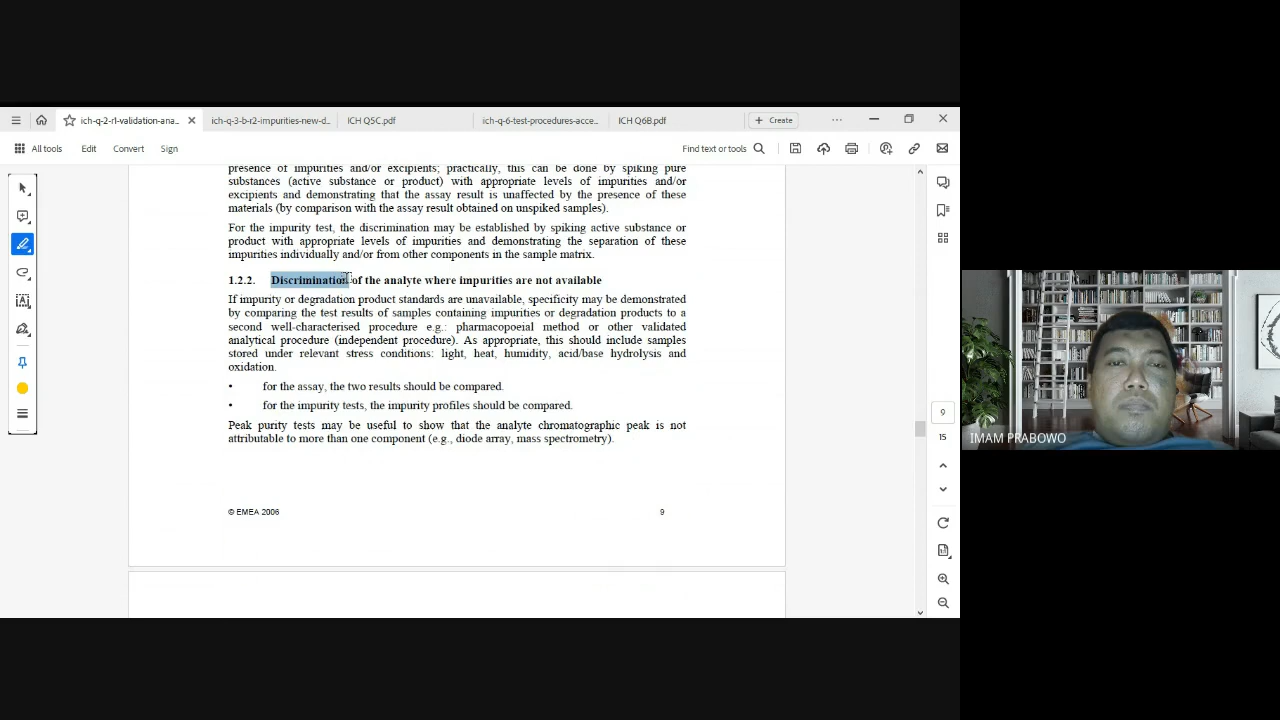 ich-q-2-r1-validation-ana...
ich-q-3-b-r2-impurities-new-d...
ICH Q5C.pdf
ich-q-6-test-procedures-acce...
ICH Q6B.pdf
Create
All tools
Edit
Convert
Sign
Find text or tools
presence of impurities and/or excipients; practically, this can be done by spiking pure
substances (active substance or product) with appropriate levels of impurities and/or
excipients and demonstrating that the assay result is unaffected by the presence of these
materials (by comparison with the assay result obtained on unspiked samples).
For the impurity test, the discrimination may be established by spiking active substance or
product with appropriate levels of impurities and demonstrating the separation of these
impurities individually and/or from other components in the sample matrix.
1.2.2. Discrimination of the analyte where impurities are not available
If impurity or degradation product standards are unavailable, specificity may be demonstrated
by comparing the test results of samples containing impurities or degradation products to a
second well-characterised procedure e.g.: pharmacopoeial method or other validated
analytical procedure (independent procedure). As appropriate, this should include samples
stored under relevant stress conditions: light, heat, humidity, acid/base hydrolysis and
oxidation.
• for the assay, the two results should be compared.
• for the impurity tests, the impurity profiles should be compared.
Peak purity tests may be useful to show that the analyte chromatographic peak is not
attributable to more than one component (e.g., diode array, mass spectrometry).
© EMEA 2006
9
9
15
IMAM PRABOWO